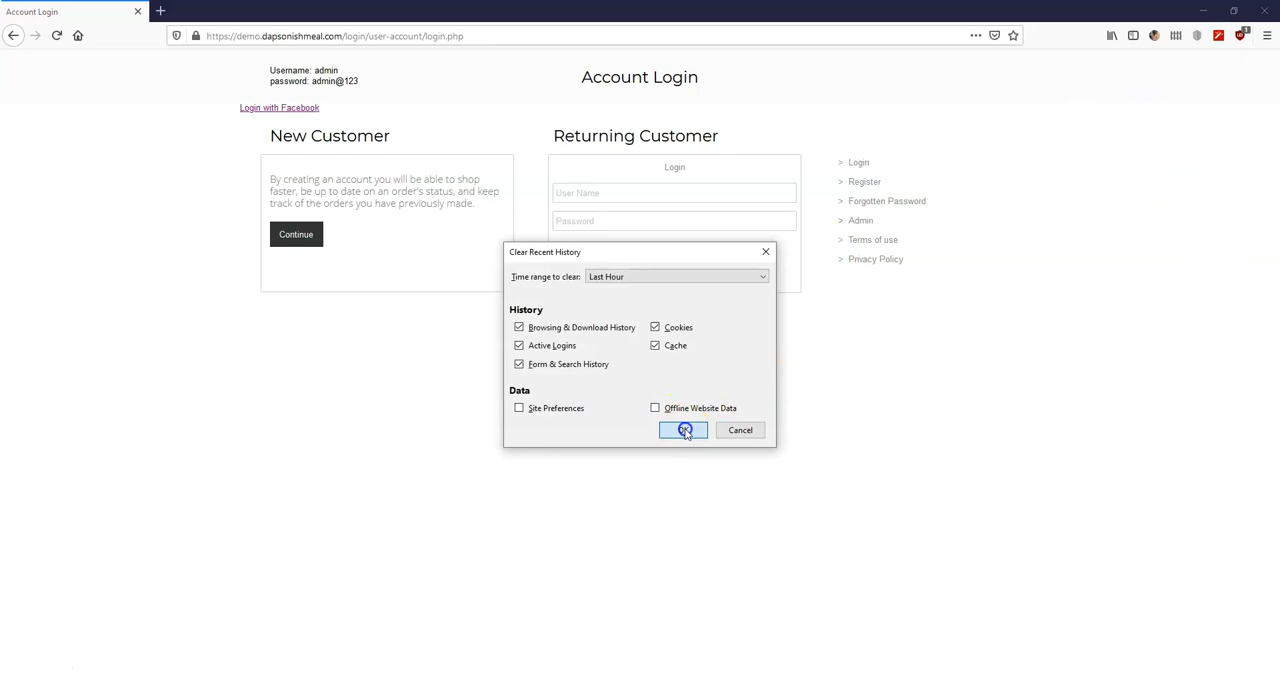 Account Login
https://demo.dapsonishmeal.com/login/user-account/login.php
1
Username: admin
password: admin@123
Account Login
Login with Facebook
New Customer
By creating an account you will be able to shop
faster, be up to date on an order's status, and keep
track of the orders you have previously made.
Continue
Returning Customer
Login
User Name
Password
> Login
> Register
> Forgotten Password
> Admin
> Terms of use
> Privacy Policy
Clear Recent History
Time range to clear: Last Hour
History
Browsing & Download History
Cookies
Active Logins
Cache
Form & Search History
Data
Site Preferences
Offline Website Data
Cancel